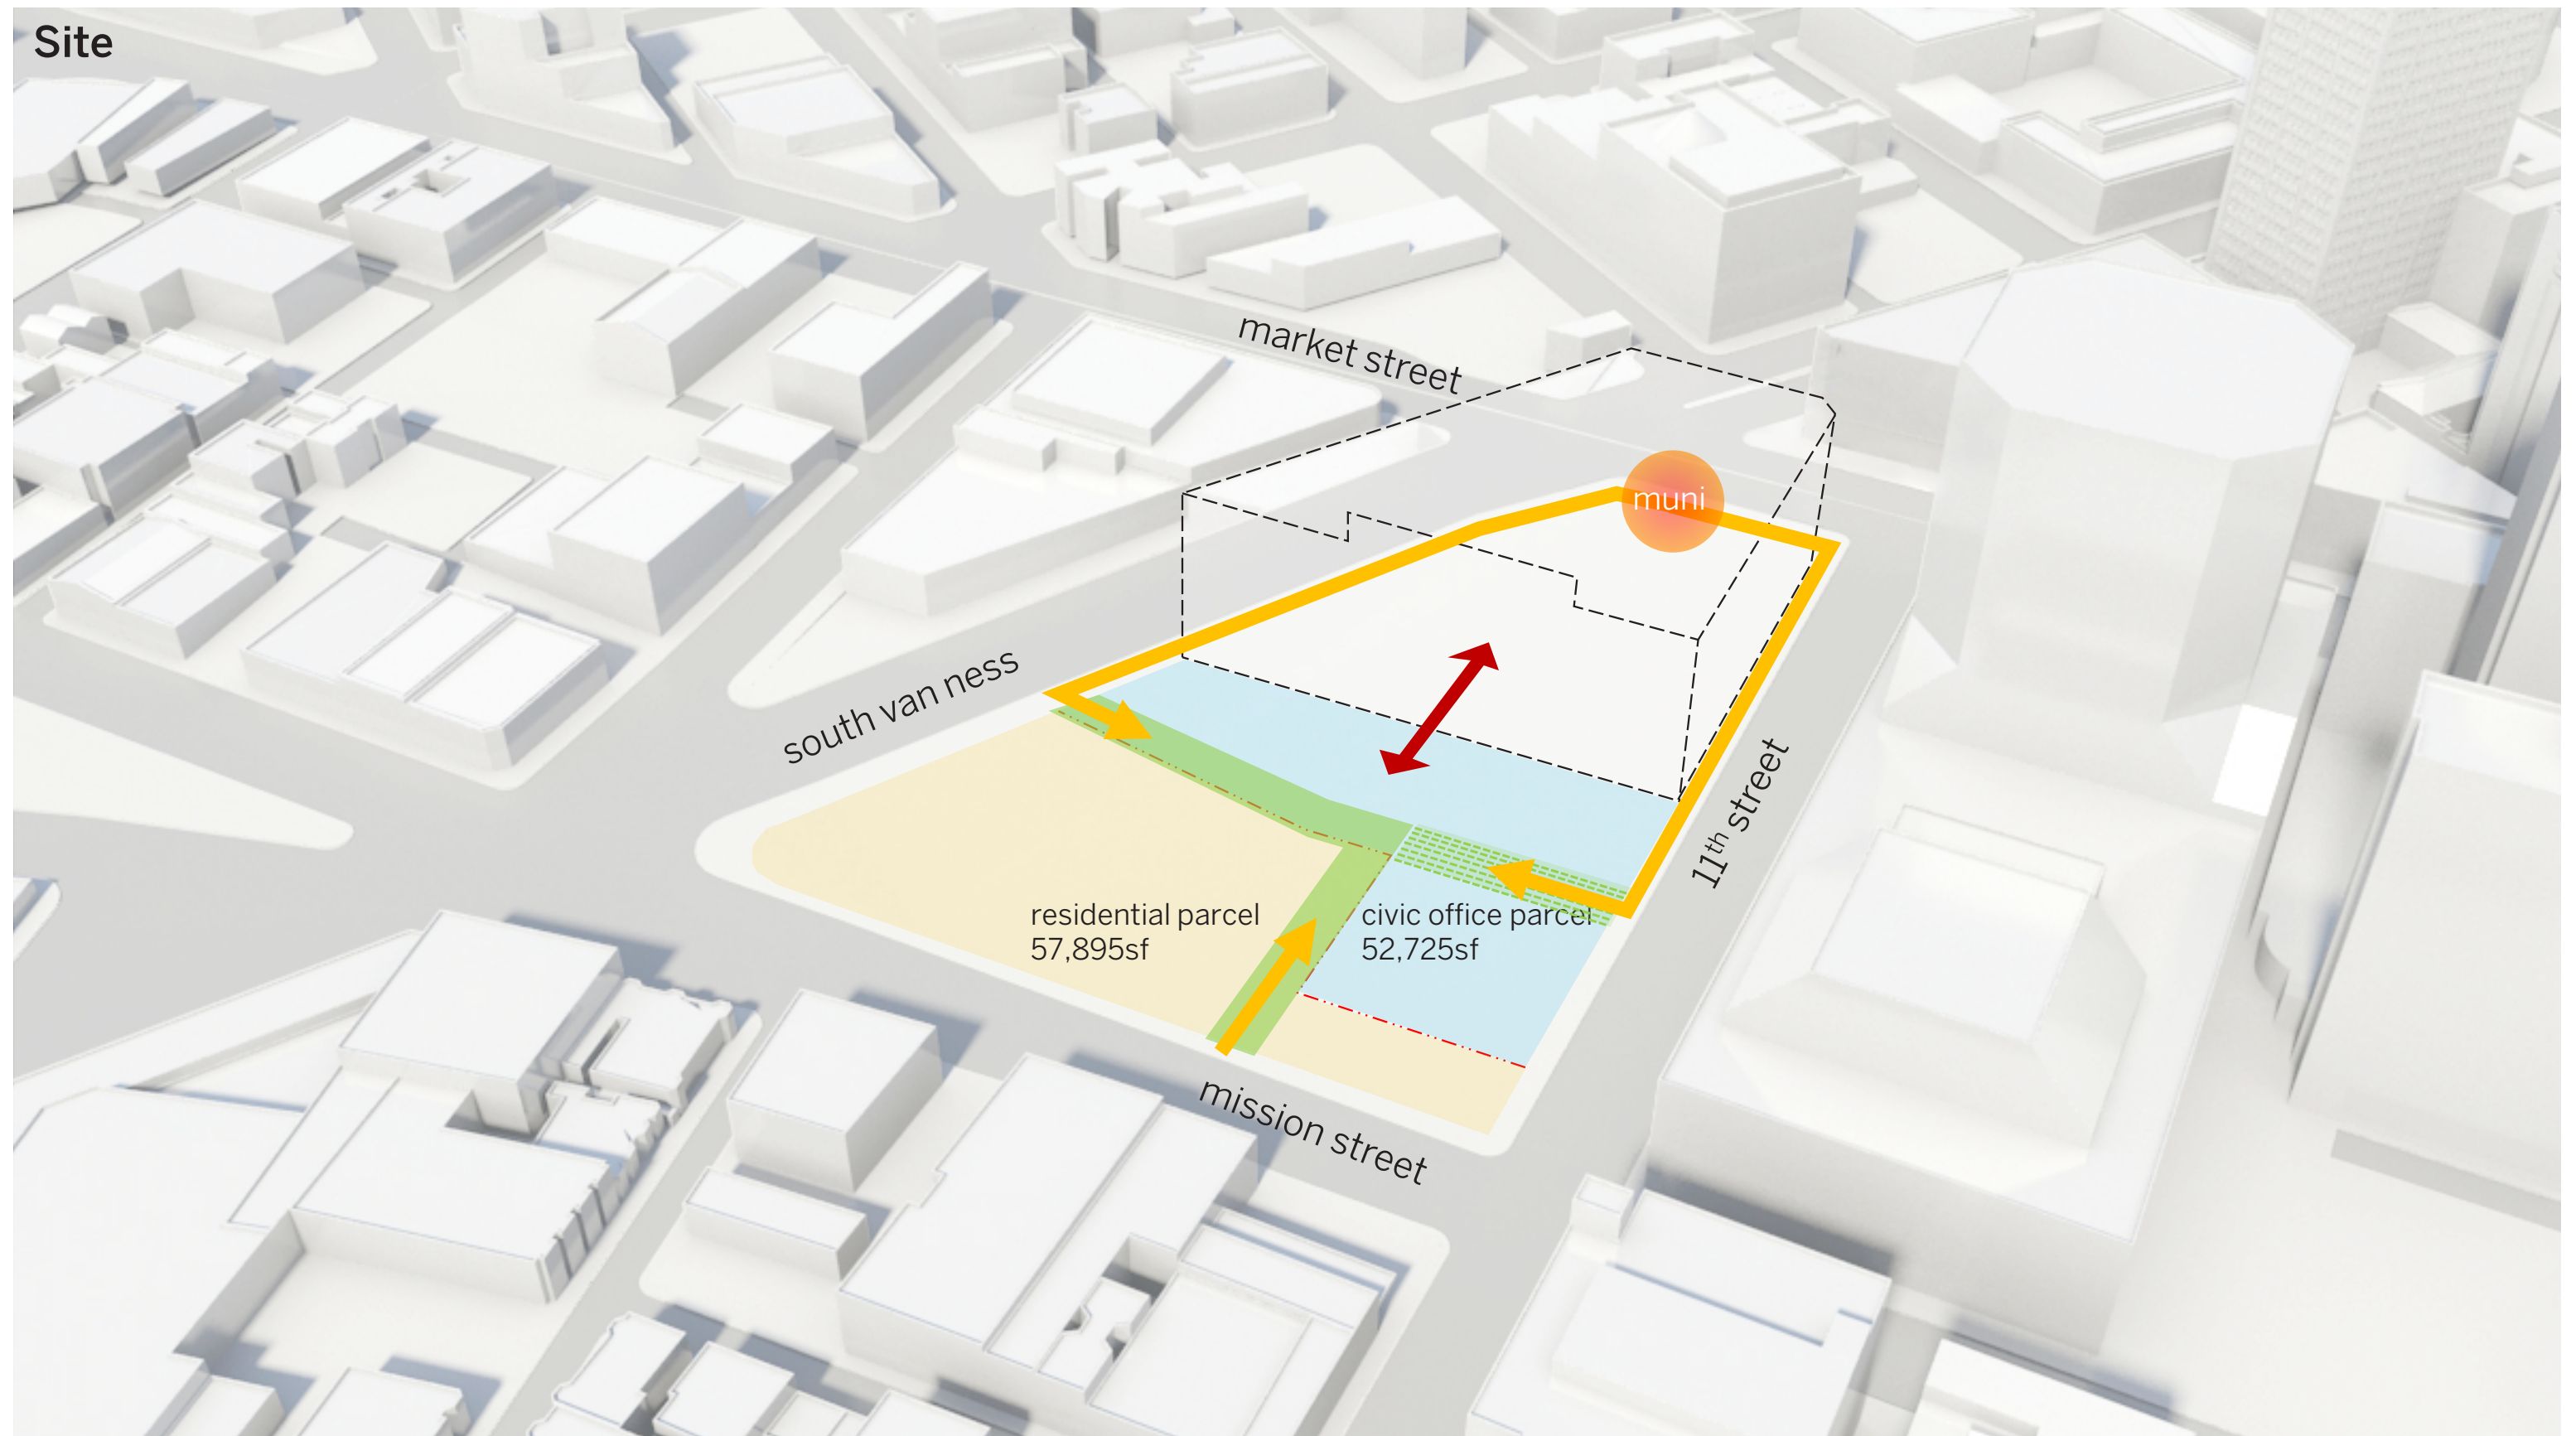 Site
market street
muni
south van ness
11th street
residential parcel
57,895sf
civic office parcel
52,725sf
mission street